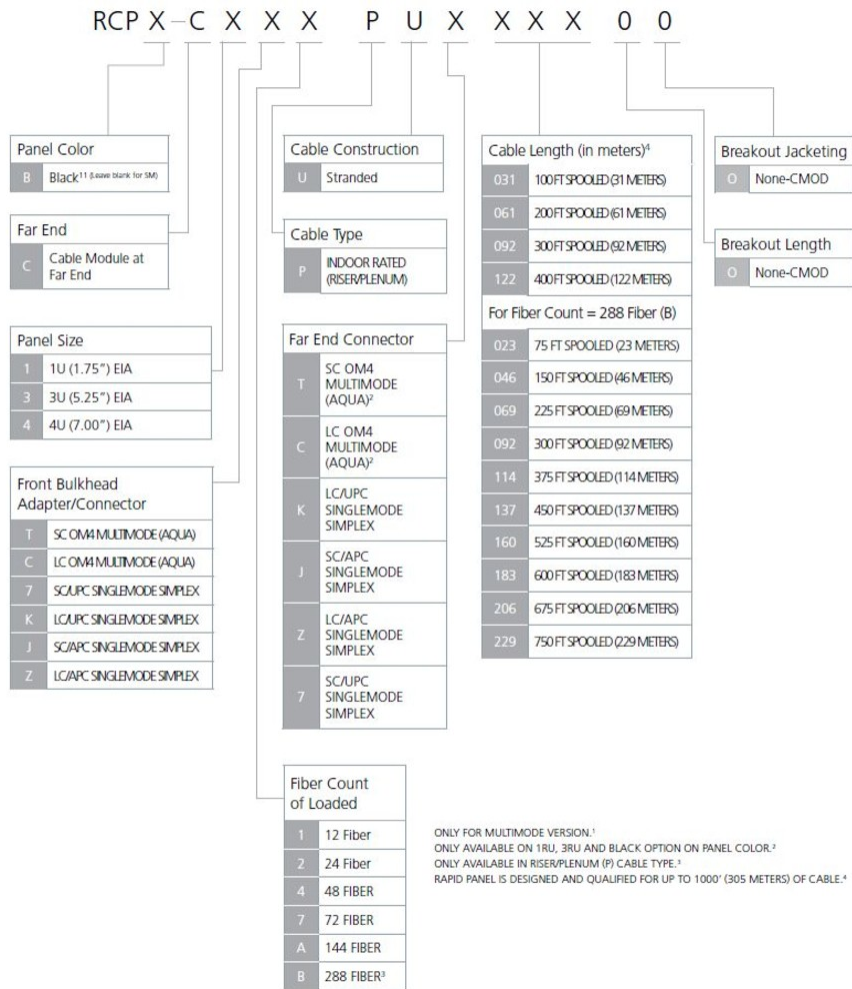 RCP X – C X X X P U X X X X 0 0
Panel Color
B Black¹¹ (Leave blank for SM)
Far End
C Cable Module at
Far End
Panel Size
1 1U (1.75”) EIA
3 3U (5.25”) EIA
4 4U (7.00”) EIA
Front Bulkhead
Adapter/Connector
T SC OM4 MULTIMODE (AQUA)
C LC OM4 MULTIMODE (AQUA)
7 SC/UPC SINGLEMODE SIMPLEX
K LC/UPC SINGLEMODE SIMPLEX
J SC/APC SINGLEMODE SIMPLEX
Z LC/APC SINGLEMODE SIMPLEX
Cable Construction
U Stranded
Cable Type
P INDOOR RATED
(RISER/PLENUM)
Far End Connector
T SC OM4
MULTIMODE
(AQUA)²
C LC OM4
MULTIMODE
(AQUA)²
K LC/UPC
SINGLEMODE
SIMPLEX
J SC/APC
SINGLEMODE
SIMPLEX
Z LC/APC
SINGLEMODE
SIMPLEX
7 SC/UPC
SINGLEMODE
SIMPLEX
Fiber Count
of Loaded
1 12 Fiber
2 24 Fiber
4 48 FIBER
7 72 FIBER
A 144 FIBER
B 288 FIBER³
Cable Length (in meters)⁴
031 100 FT SPOOLED (31 METERS)
061 200 FT SPOOLED (61 METERS)
092 300 FT SPOOLED (92 METERS)
122 400 FT SPOOLED (122 METERS)
For Fiber Count = 288 Fiber (B)
023 75 FT SPOOLED (23 METERS)
046 150 FT SPOOLED (46 METERS)
069 225 FT SPOOLED (69 METERS)
092 300 FT SPOOLED (92 METERS)
114 375 FT SPOOLED (114 METERS)
137 450 FT SPOOLED (137 METERS)
160 525 FT SPOOLED (160 METERS)
183 600 FT SPOOLED (183 METERS)
206 675 FT SPOOLED (206 METERS)
229 750 FT SPOOLED (229 METERS)
Breakout Jacketing
O None-CMOD
Breakout Length
O None-CMOD
ONLY FOR MULTIMODE VERSION.¹
ONLY AVAILABLE ON 1RU, 3RU AND BLACK OPTION ON PANEL COLOR.²
ONLY AVAILABLE IN RISER/PLENUM (P) CABLE TYPE.³
RAPID PANEL IS DESIGNED AND QUALIFIED FOR UP TO 1000’ (305 METERS) OF CABLE.⁴